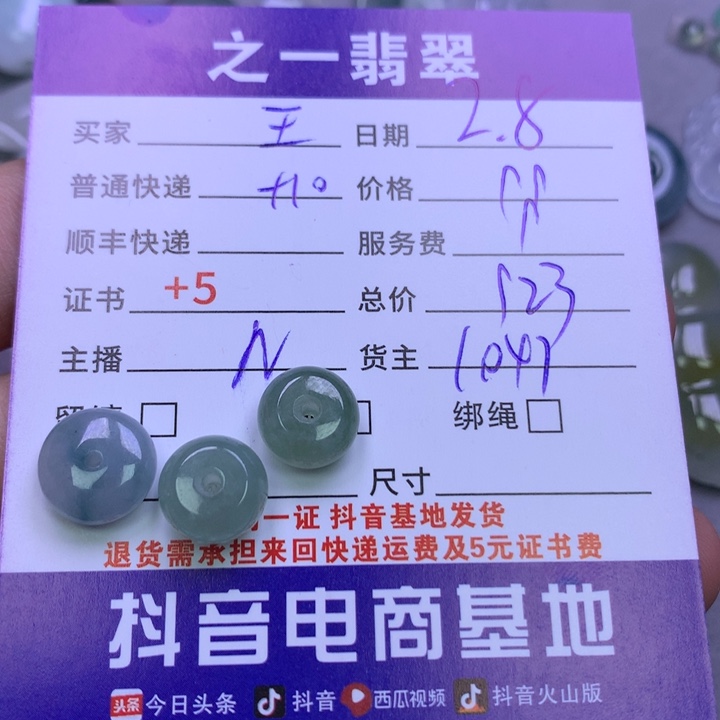 之一翡翠
买家 王 日期 2.8
普通快递 +10 价格
顺丰快递 服务费
证书 +5 总价 123
主播 N 货主 1047
绑绳
尺寸
一证 抖音基地发货
退货需承担来回快递运费及5元证书费
抖音电商基地
头条 今日头条 抖音 西瓜视频 抖音火山版